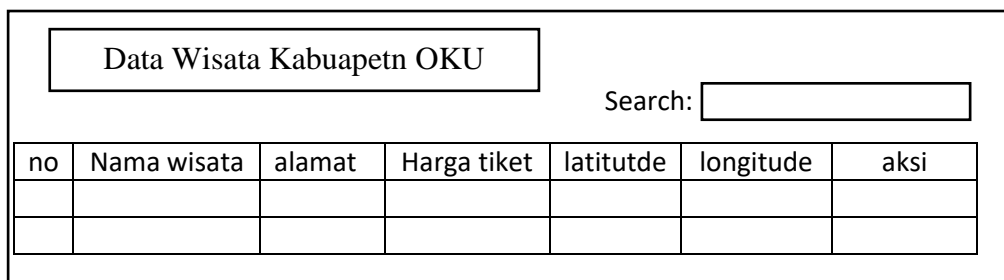 Data Wisata Kabuapetn OKU
Search:
no Nama wisata alamat Harga tiket latitutde longitude aksi